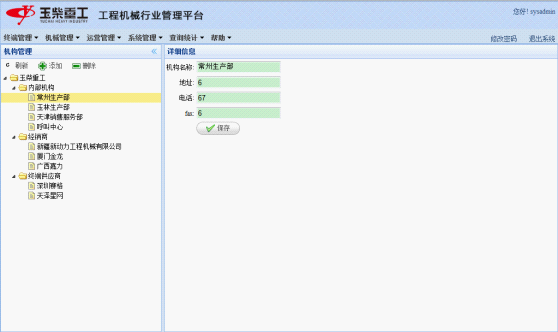 玉柴重工 工程机械行业管理平台
YUCHAI HEAVY INDUSTRY
您好! sysadmin
终端管理 机械管理 运营管理 系统管理 查询统计 帮助 修改密码 退出系统
机构管理 详细信息
刷新 添加 删除
玉柴重工
内部机构
常州生产部
玉林生产部
天津销售服务部
呼叫中心
经销商
新疆新动力工程机械有限公司
厦门金龙
广西嘉力
终端供应商
深圳赛格
天泽星网
机构名称: 常州生产部
地址: 6
电话: 67
fax: 6
保存